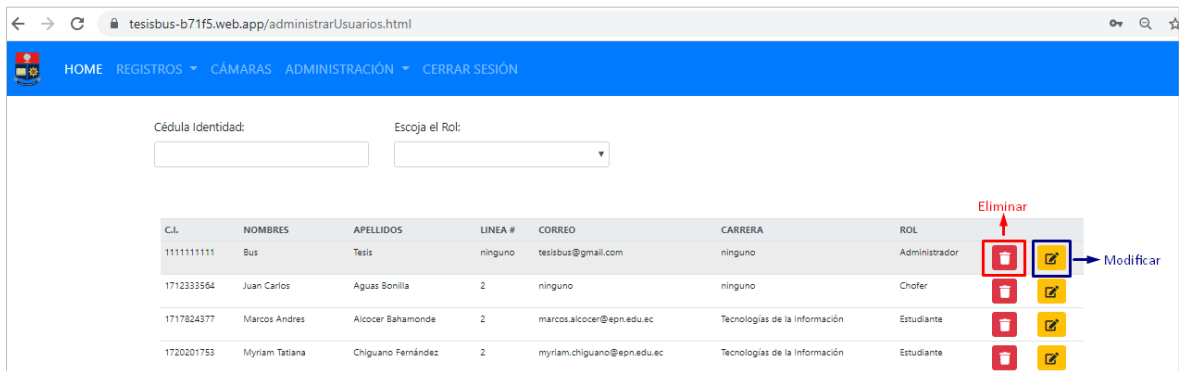 tesisbus-b71f5.web.app/administrarUsuarios.html
HOME REGISTROS CÁMARAS ADMINISTRACIÓN CERRAR SESIÓN
Cédula Identidad: Escoja el Rol:
Eliminar
C.I. NOMBRES APELLIDOS LINEA # CORREO CARRERA ROL
1111111111 Bus Tesis ninguno tesisbus@gmail.com ninguno Administrador
Modificar
1712333564 Juan Carlos Aguas Bonilla 2 ninguno ninguno Chofer
1717824377 Marcos Andres Alcocer Bahamonde 2 marcos.alcocer@epn.edu.ec Tecnologías de la Información Estudiante
1720201753 Myriam Tatiana Chiguano Fernández 2 myriam.chiguano@epn.edu.ec Tecnologías de la Información Estudiante